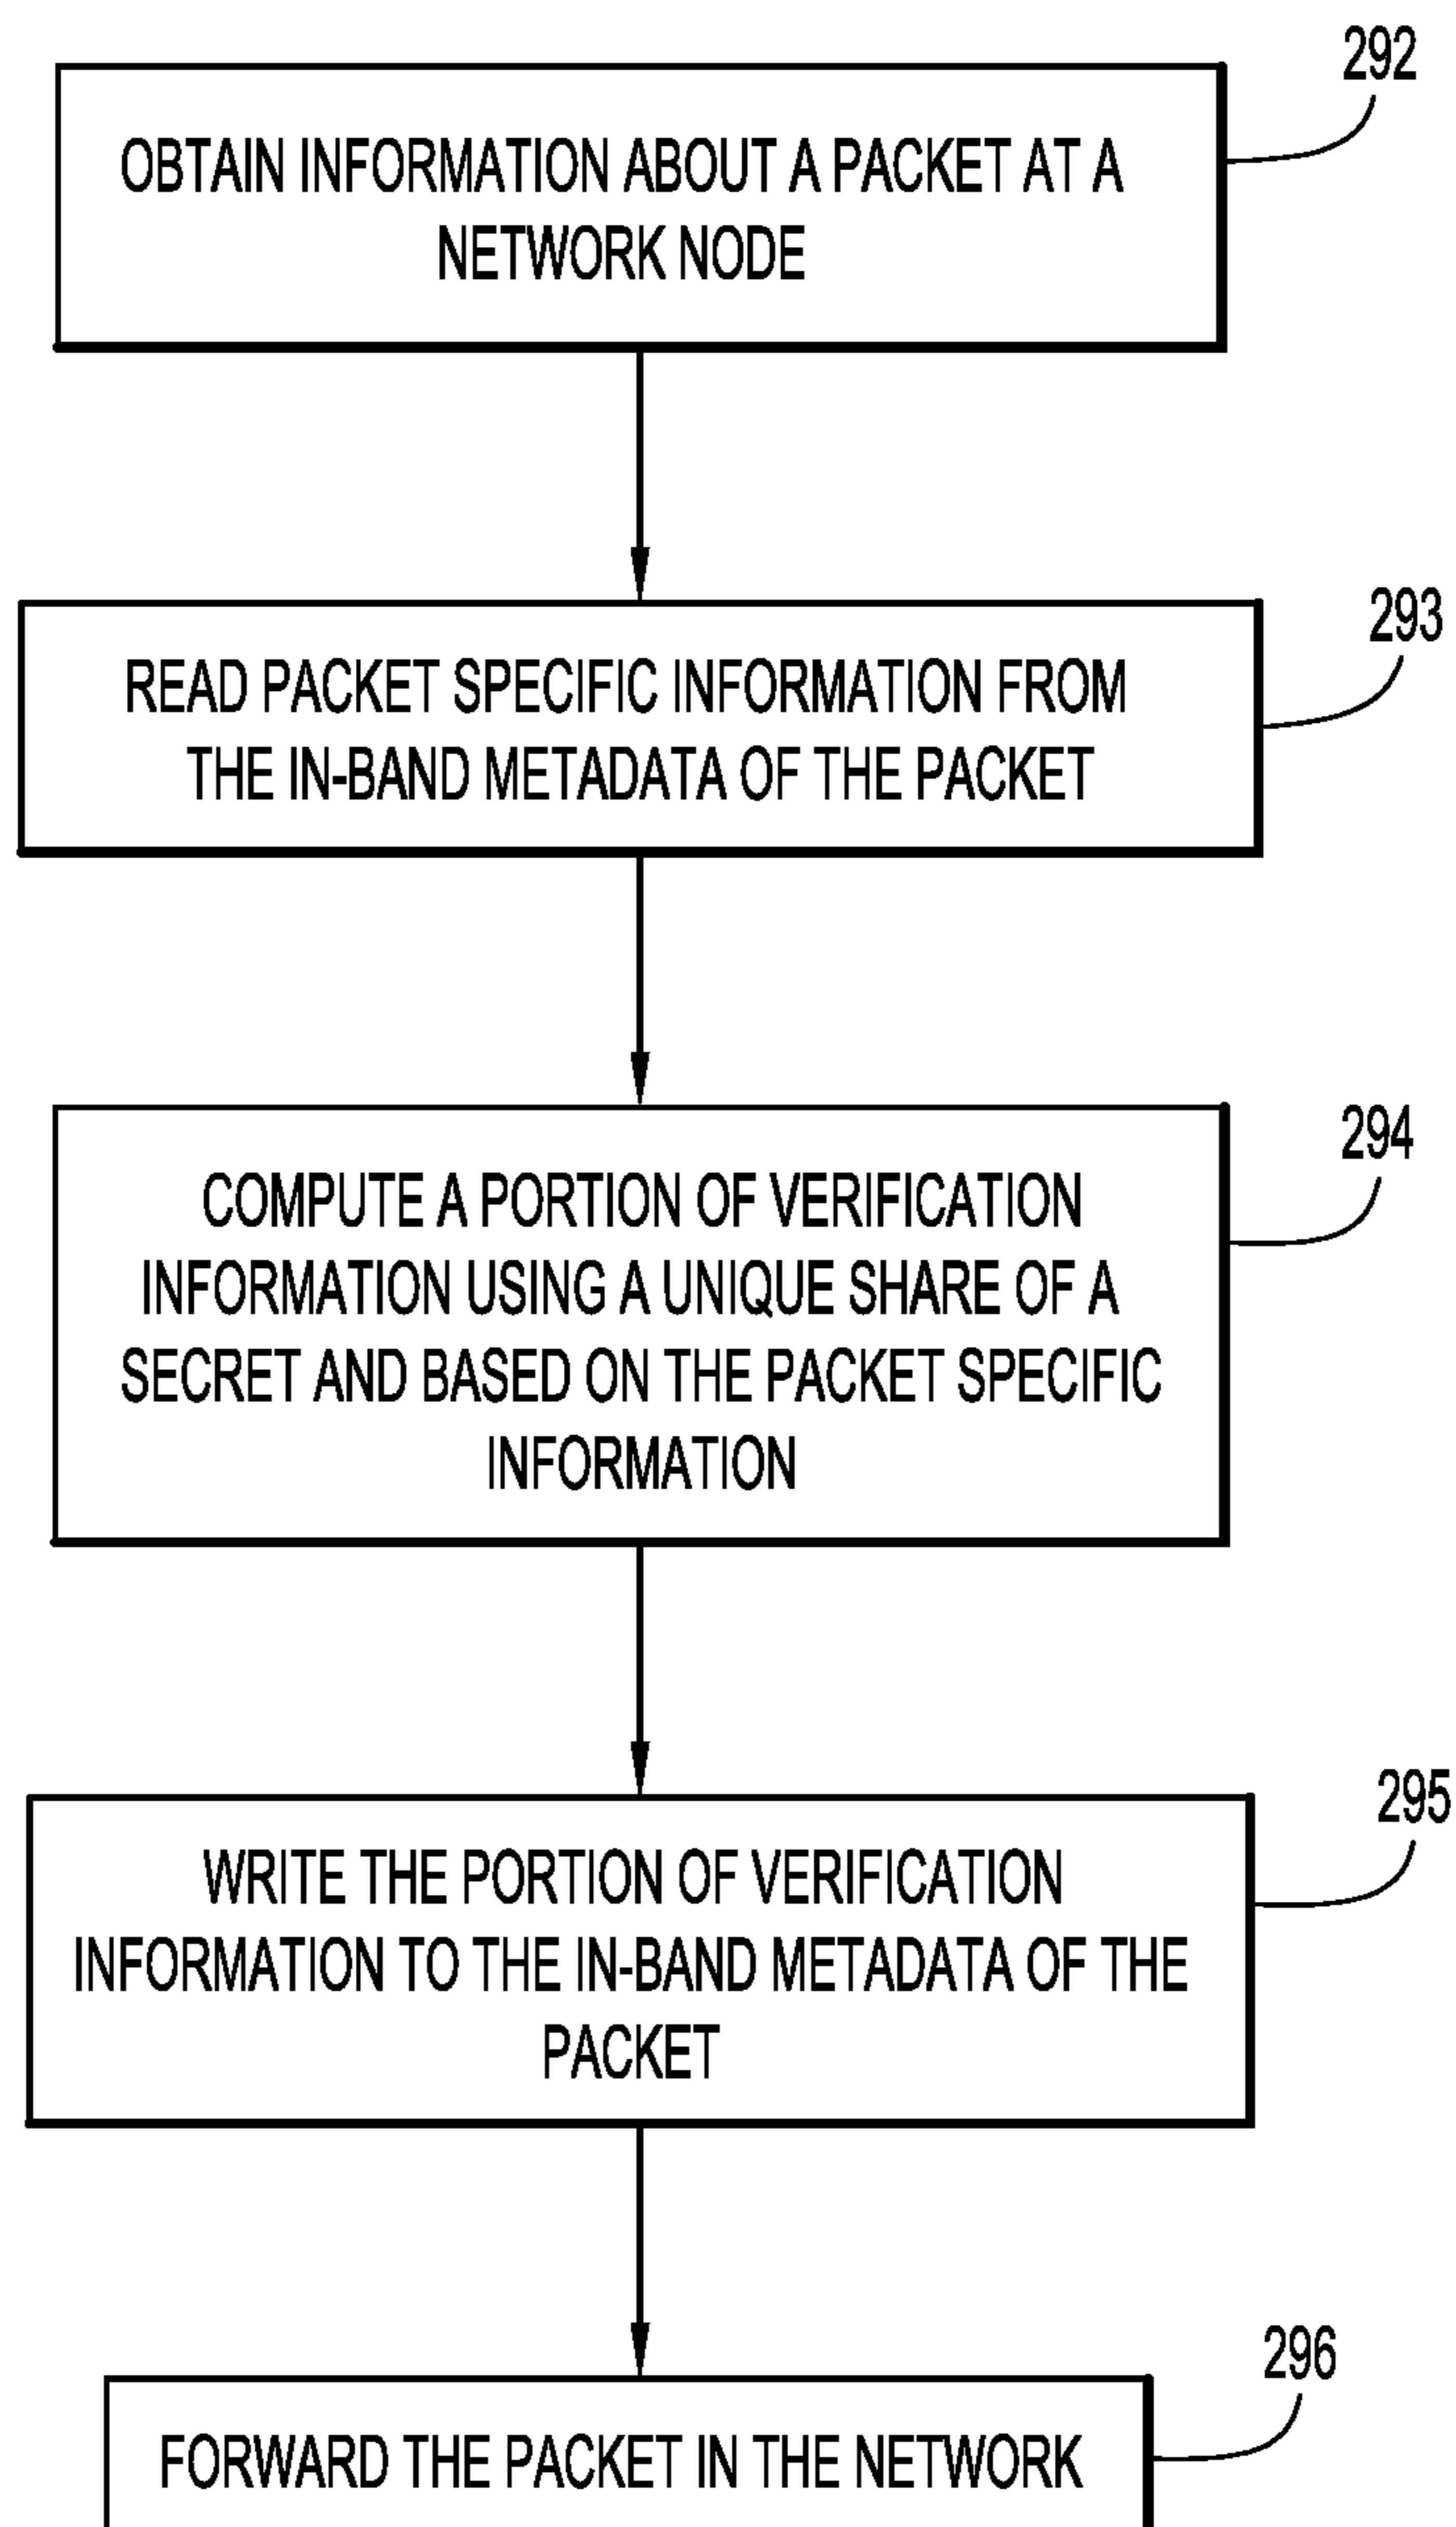 292
OBTAIN INFORMATION ABOUT A PACKET AT A
NETWORK NODE
293
READ PACKET SPECIFIC INFORMATION FROM
THE IN-BAND METADATA OF THE PACKET
294
COMPUTE A PORTION OF VERIFICATION
INFORMATION USING A UNIQUE SHARE OF A
SECRET AND BASED ON THE PACKET SPECIFIC
INFORMATION
295
WRITE THE PORTION OF VERIFICATION
INFORMATION TO THE IN-BAND METADATA OF THE
PACKET
296
FORWARD THE PACKET IN THE NETWORK